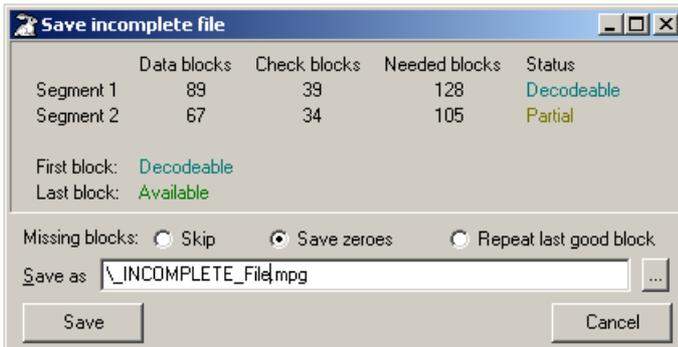 Save incomplete file
Data blocks Check blocks Needed blocks Status
Segment 1 89 39 128 Decodeable
Segment 2 67 34 105 Partial
First block: Decodeable
Last block: Available
Missing blocks: Skip Save zeroes Repeat last good block
Save as \_INCOMPLETE_File.mpg ...
Save Cancel